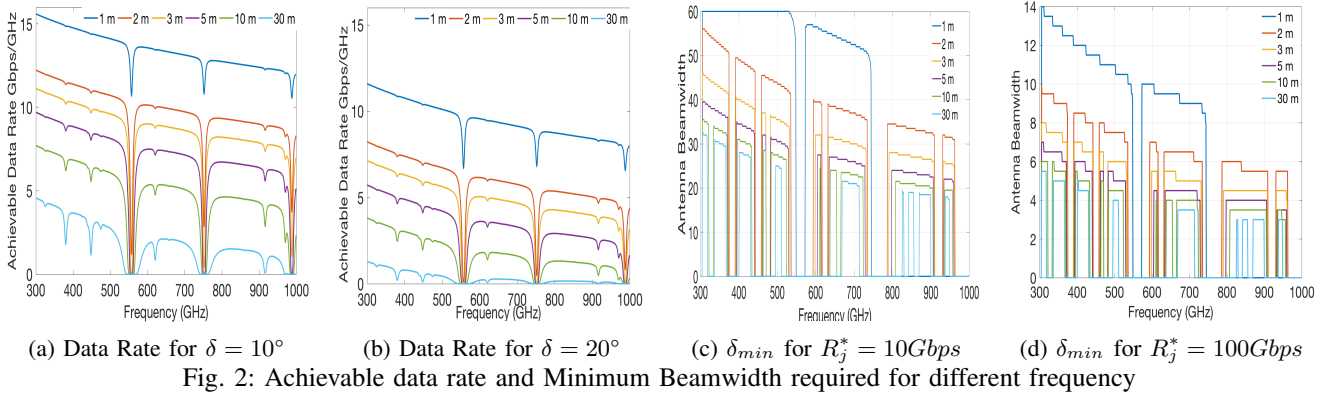 15
10
5
0
Achievable Data Rate Gbps/GHz
1 m 2 m 3 m 5 m 10 m 30 m
300 400 500 600 700 800 900 1000
Frequency (GHz)
(a) Data Rate for δ = 10°
15
10
5
0
Achievable Data Rate Gbps/GHz
1 m 2 m 3 m 5 m 10 m 30 m
300 400 500 600 700 800 900 1000
Frequency (GHz)
(b) Data Rate for δ = 20°
60
50
40
30
20
10
0
Antenna Beamwidth
1 m
2 m
3 m
5 m
10 m
30 m
300 400 500 600 700 800 900 1000
Frequency (GHz)
(c) δmin for R*j = 10Gbps
14
12
10
8
6
4
2
0
Antenna Beamwidth
1 m
2 m
3 m
5 m
10 m
30 m
300 400 500 600 700 800 900 1000
Frequency (GHz)
(d) δmin for R*j = 100Gbps
Fig. 2: Achievable data rate and Minimum Beamwidth required for different frequency